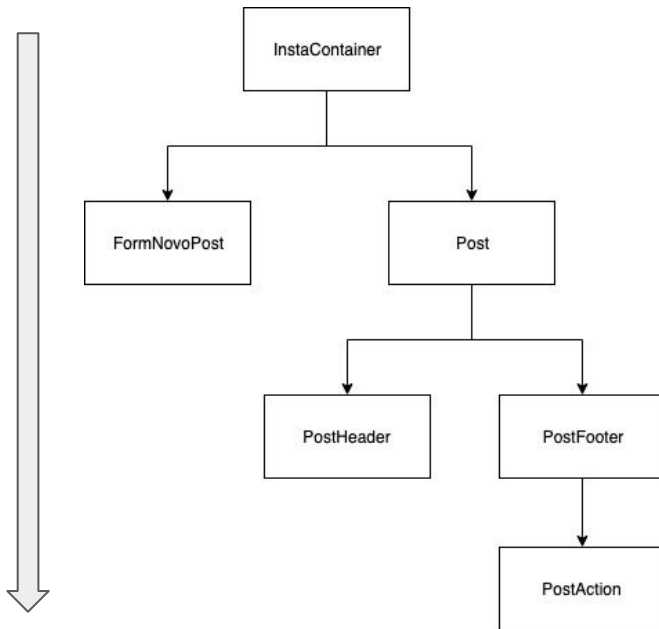 InstaContainer
FormNovoPost
Post
PostHeader
PostFooter
PostAction